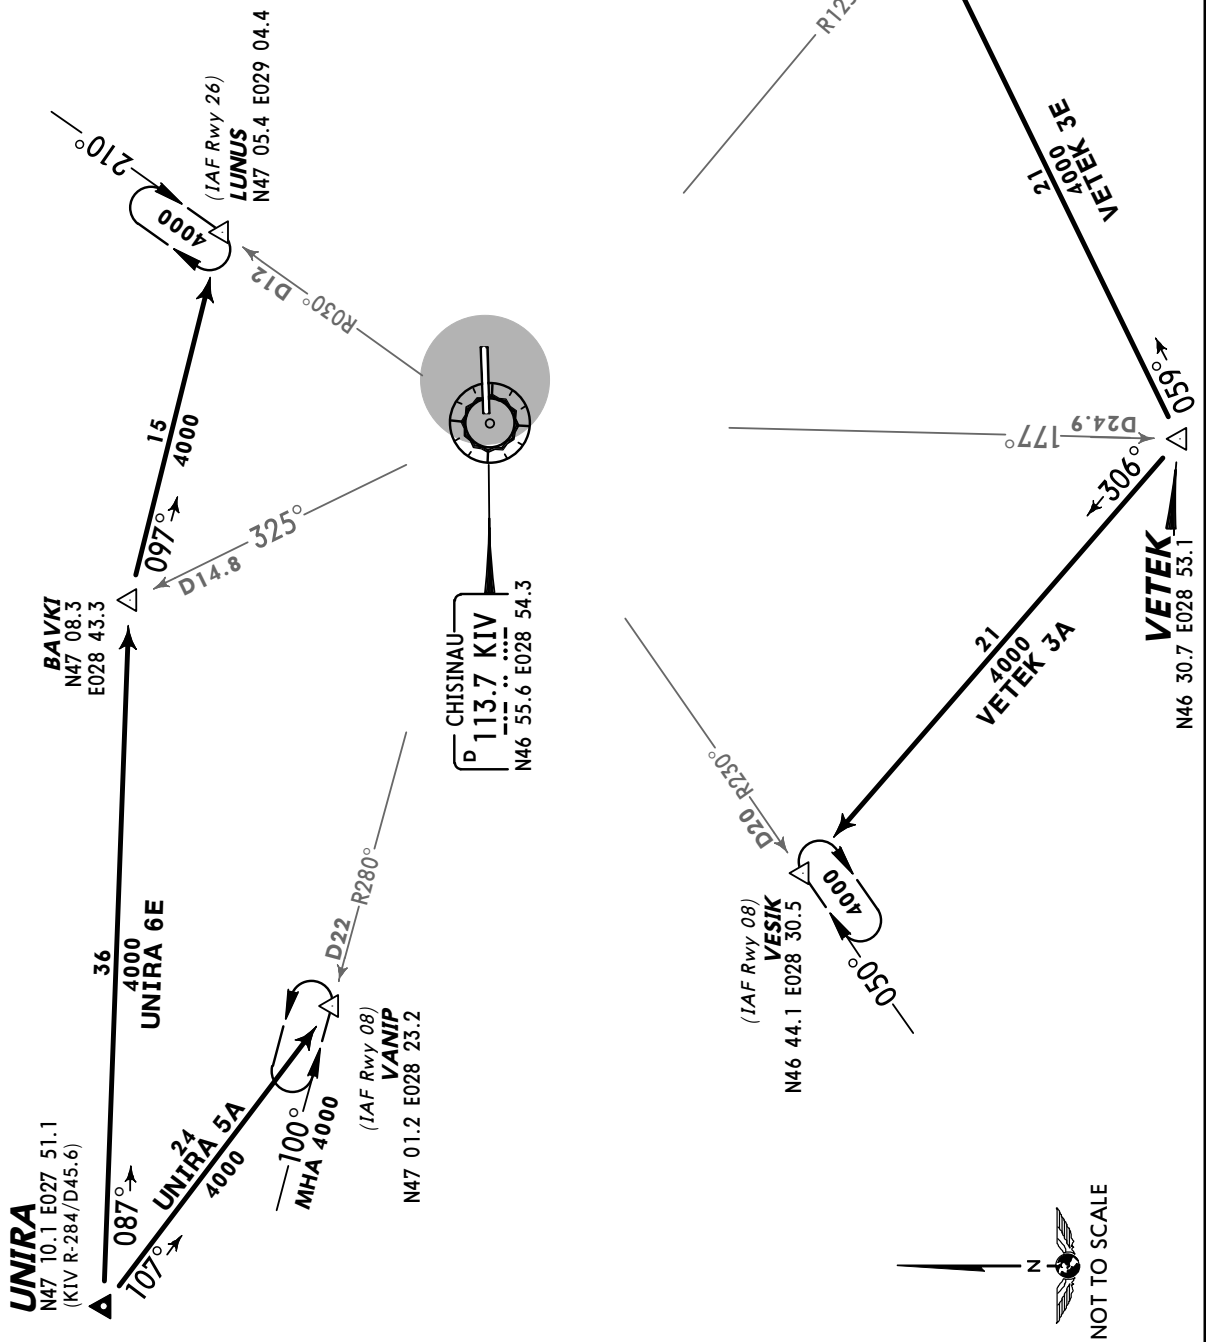 UNIRA
N47 10.1 E027 51.1
(KIV R-284/D45.6)
087°
36
4000
UNIRA 6E
107°
24
UNIRA 5A
4000
100°
MHA 4000
(IAF Rwy 08)
VANIP
N47 01.2 E028 23.2
D22 R280°
BAVKI
N47 08.3
E028 43.3
097°
15
4000
D14.8 325°
210°
4000
(IAF Rwy 26)
LUNUS
N47 05.4 E029 04.4
D12 R030°
CHISINAU
D 113.7 KIV
N46 55.6 E028 54.3
D20 R230°
(IAF Rwy 08)
VESIK
N46 44.1 E028 30.5
4000
050°
21
4000
VETEK 3A
306°
177° D24.9
VETEK
N46 30.7 E028 53.1
059°
21
4000
VETEK 3E
N
NOT TO SCALE